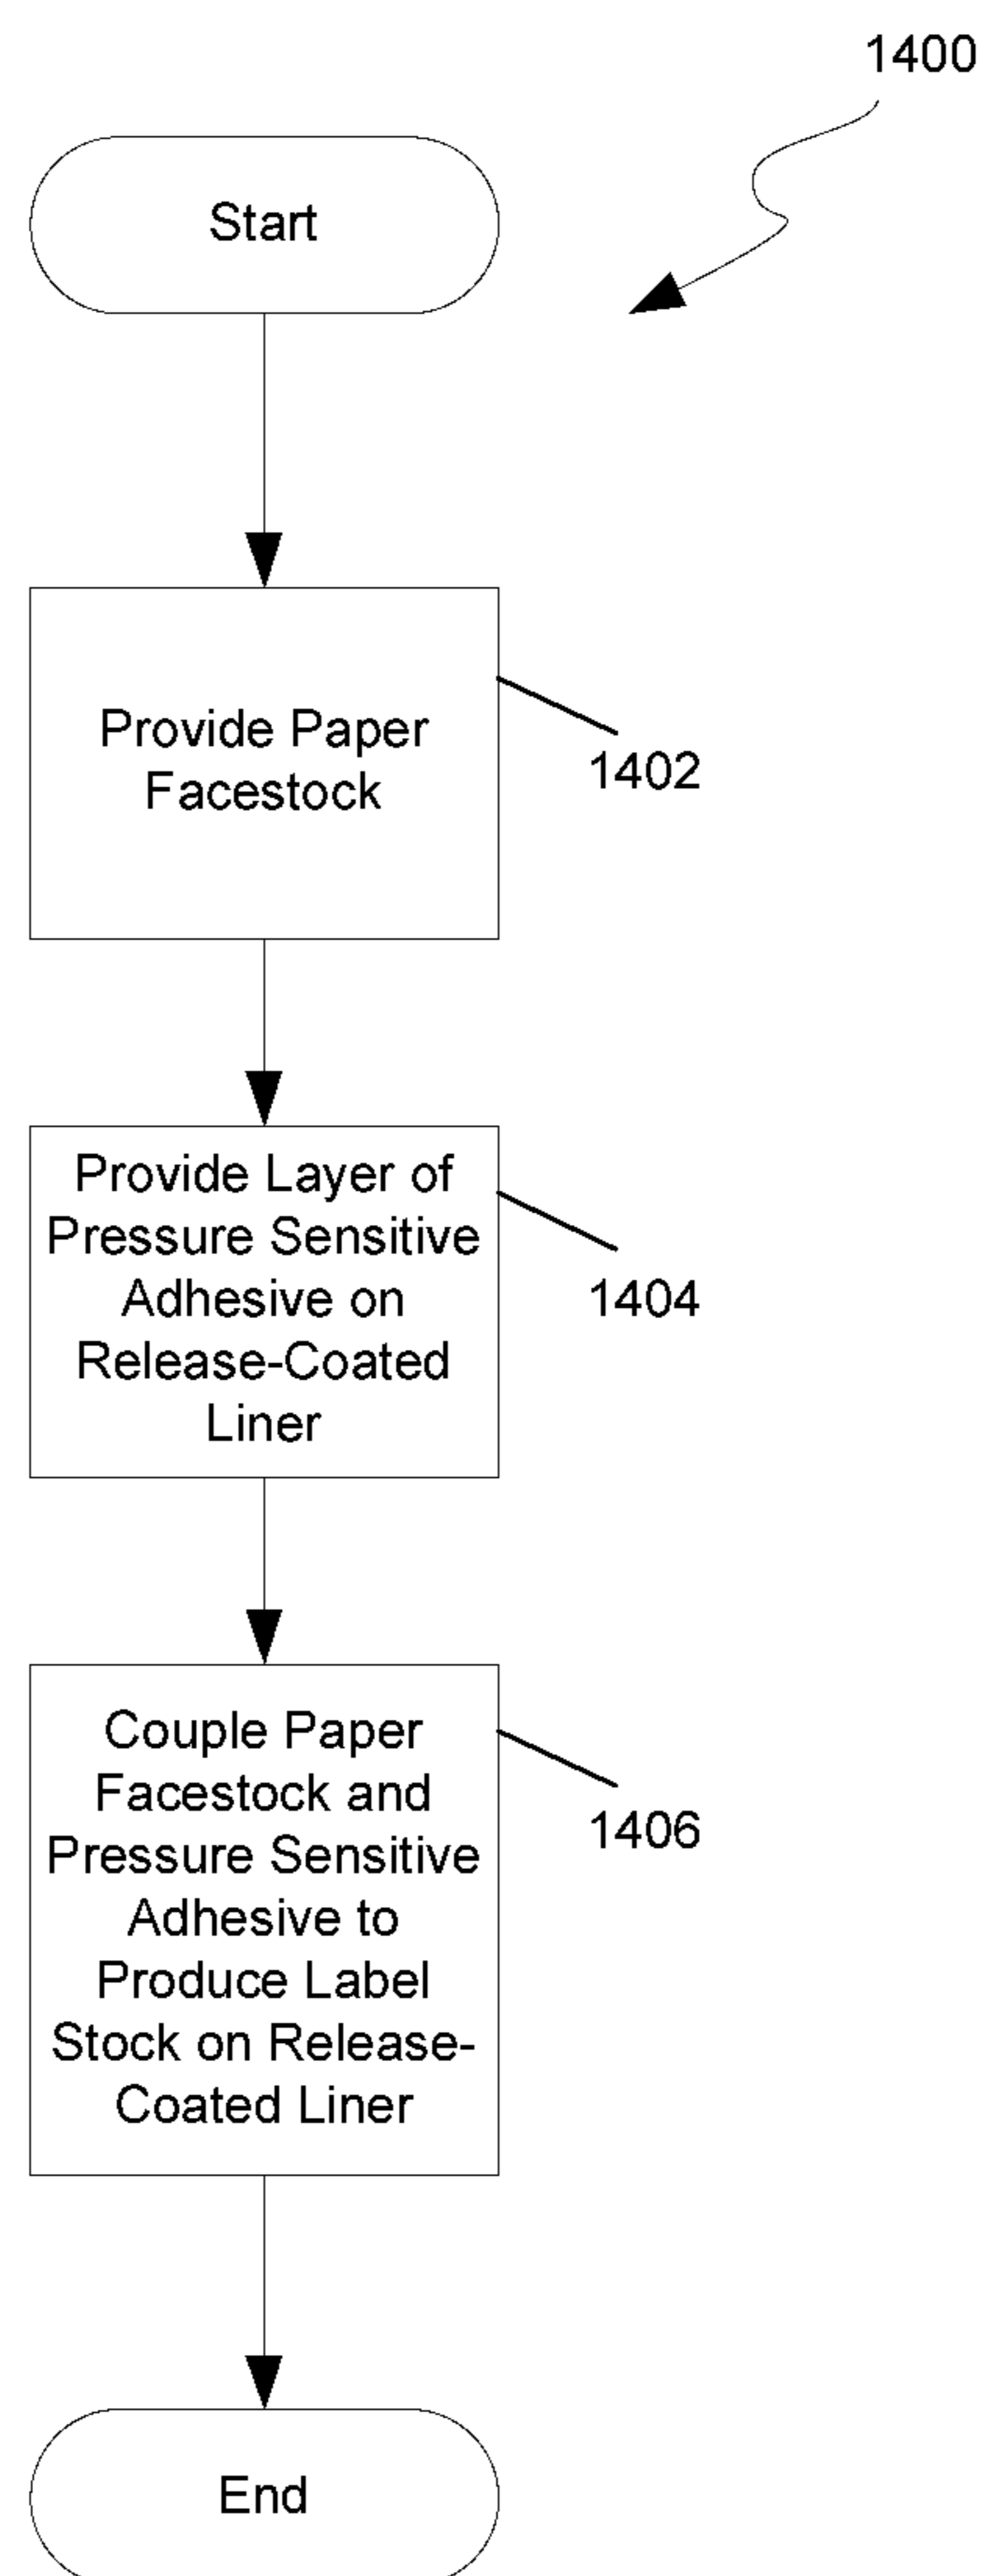 1400
Start
Provide Paper
Facestock
1402
Provide Layer of
Pressure Sensitive
Adhesive on
Release-Coated
Liner
1404
Couple Paper
Facestock and
Pressure Sensitive
Adhesive to
Produce Label
Stock on Release-
Coated Liner
1406
End